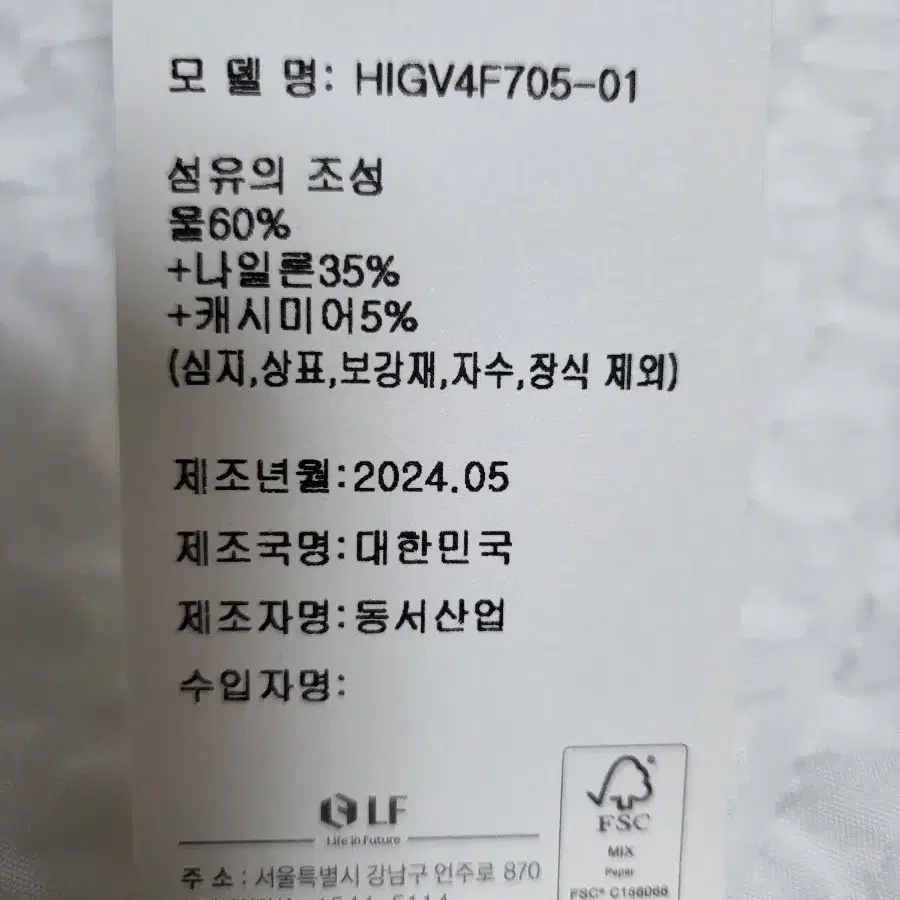 모 델 명: HIGV4F705-01
섬유의 조성
울60%
+나일론35%
+캐시미어5%
(심지,상표,보강재,자수,장식 제외)
제조년월:2024.05
제조국명:대한민국
제조자명:동서산업
수입자명:
LF
Life in Future
주 소 : 서울특별시 강남구 언주로 870
FSC
MIX
Paper
FSC® C156068